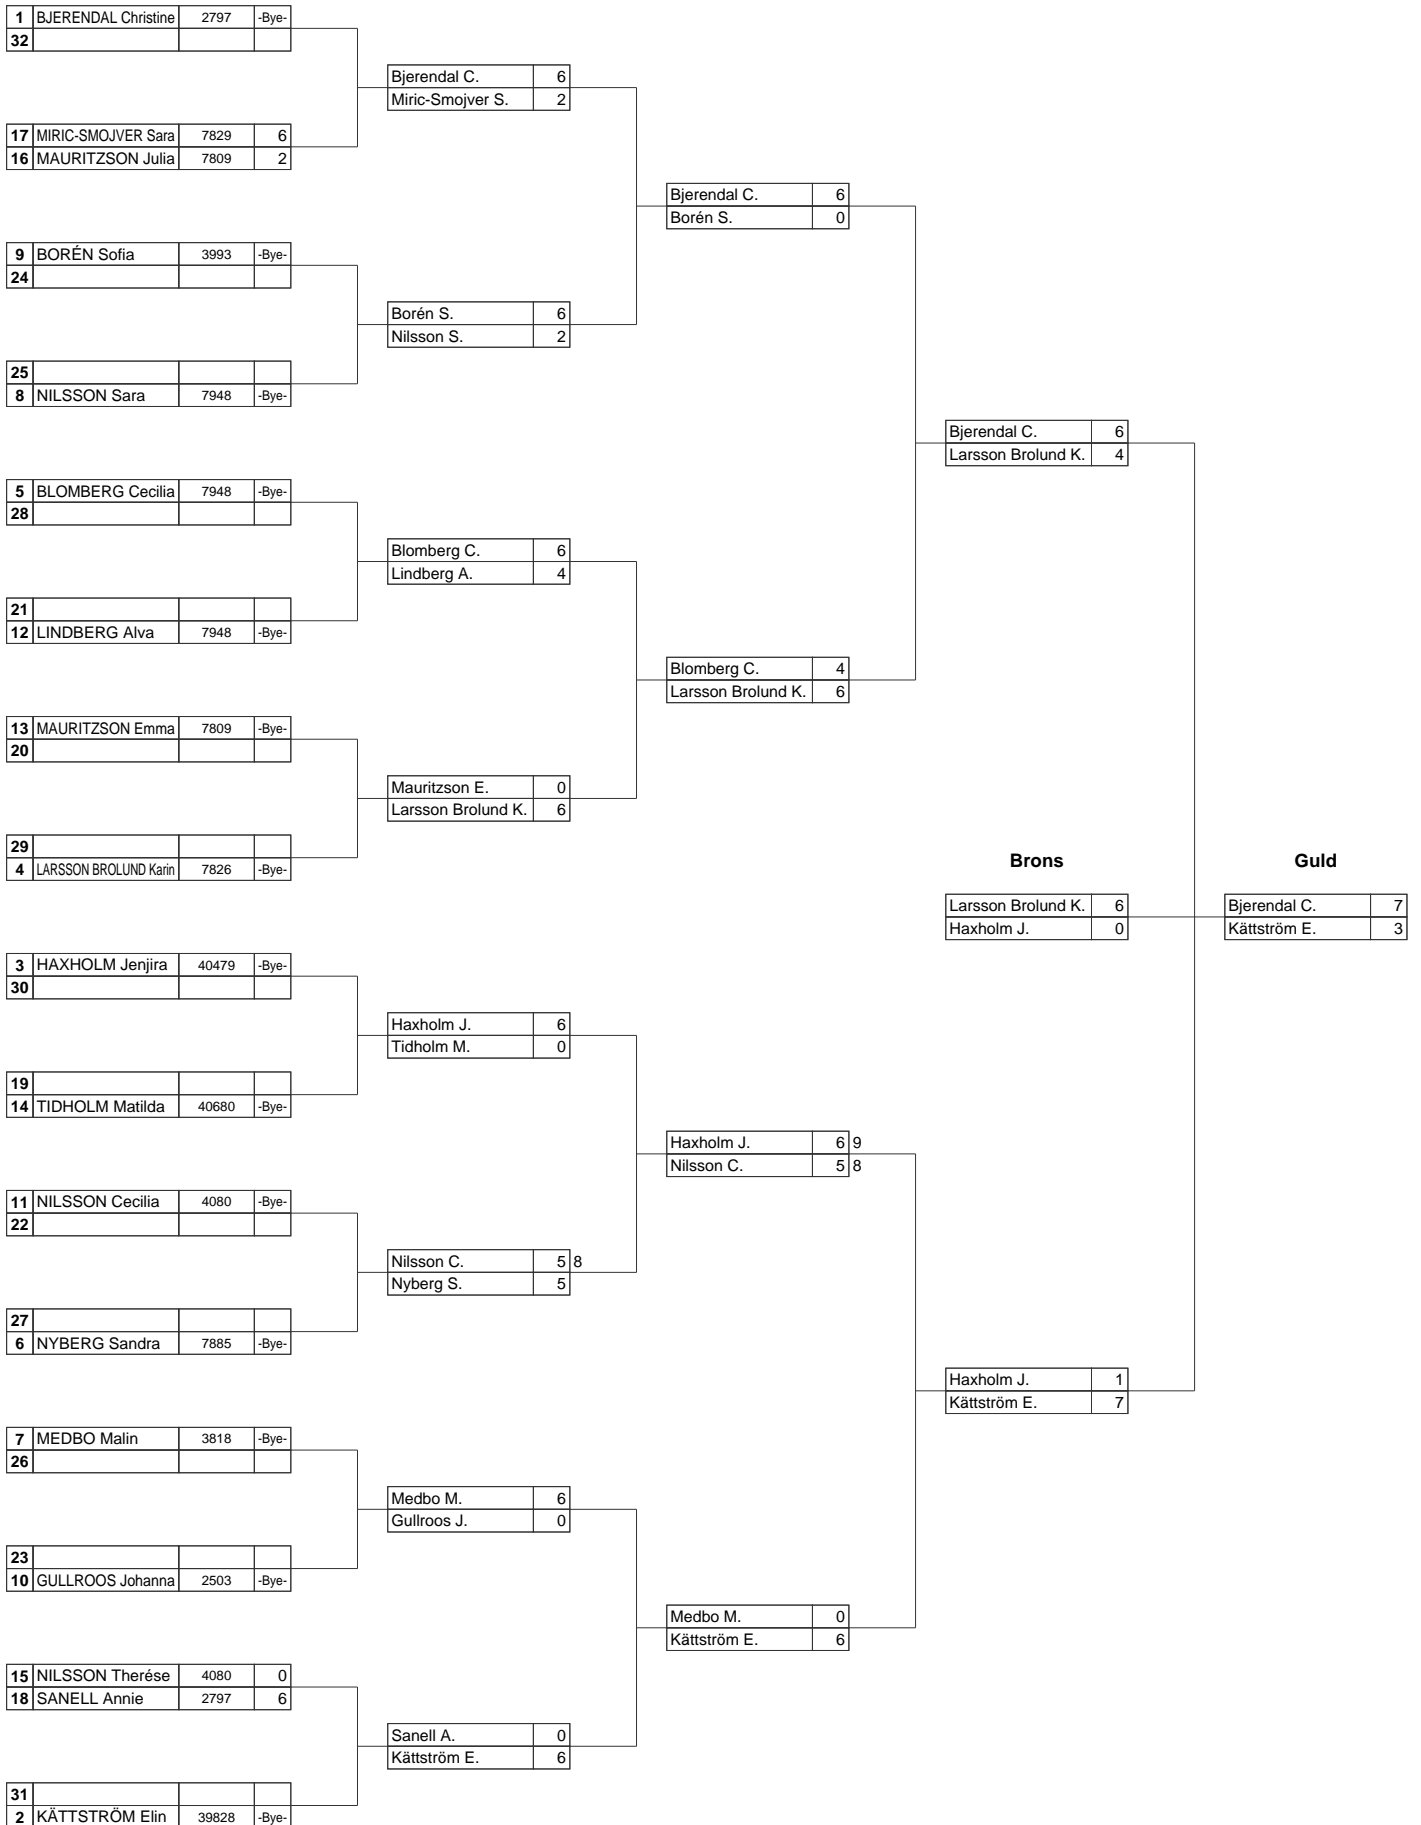 1 BJERENDAL Christine 2797 -Bye-
32
Bjerendal C. 6
Miric-Smojver S. 2
17 MIRIC-SMOJVER Sara 7829 6
16 MAURITZSON Julia 7809 2
Bjerendal C. 6
Borén S. 0
9 BORÉN Sofia 3993 -Bye-
24
Borén S. 6
Nilsson S. 2
25
8 NILSSON Sara 7948 -Bye-
Bjerendal C. 6
Larsson Brolund K. 4
5 BLOMBERG Cecilia 7948 -Bye-
28
Blomberg C. 6
Lindberg A. 4
21
12 LINDBERG Alva 7948 -Bye-
Blomberg C. 4
Larsson Brolund K. 6
13 MAURITZSON Emma 7809 -Bye-
20
Mauritzson E. 0
Larsson Brolund K. 6
29
4 LARSSON BROLUND Karin 7826 -Bye-
Brons Guld
Larsson Brolund K. 6 Bjerendal C. 7
Haxholm J. 0 Kättström E. 3
3 HAXHOLM Jenjira 40479 -Bye-
30
Haxholm J. 6
Tidholm M. 0
19
14 TIDHOLM Matilda 40680 -Bye-
Haxholm J. 6 9
Nilsson C. 5 8
11 NILSSON Cecilia 4080 -Bye-
22
Nilsson C. 5 8
Nyberg S. 5
27
6 NYBERG Sandra 7885 -Bye-
Haxholm J. 1
Kättström E. 7
7 MEDBO Malin 3818 -Bye-
26
Medbo M. 6
Gullroos J. 0
23
10 GULLROOS Johanna 2503 -Bye-
Medbo M. 0
Kättström E. 6
15 NILSSON Therése 4080 0
18 SANELL Annie 2797 6
Sanell A. 0
Kättström E. 6
31
2 KÄTTSTRÖM Elin 39828 -Bye-